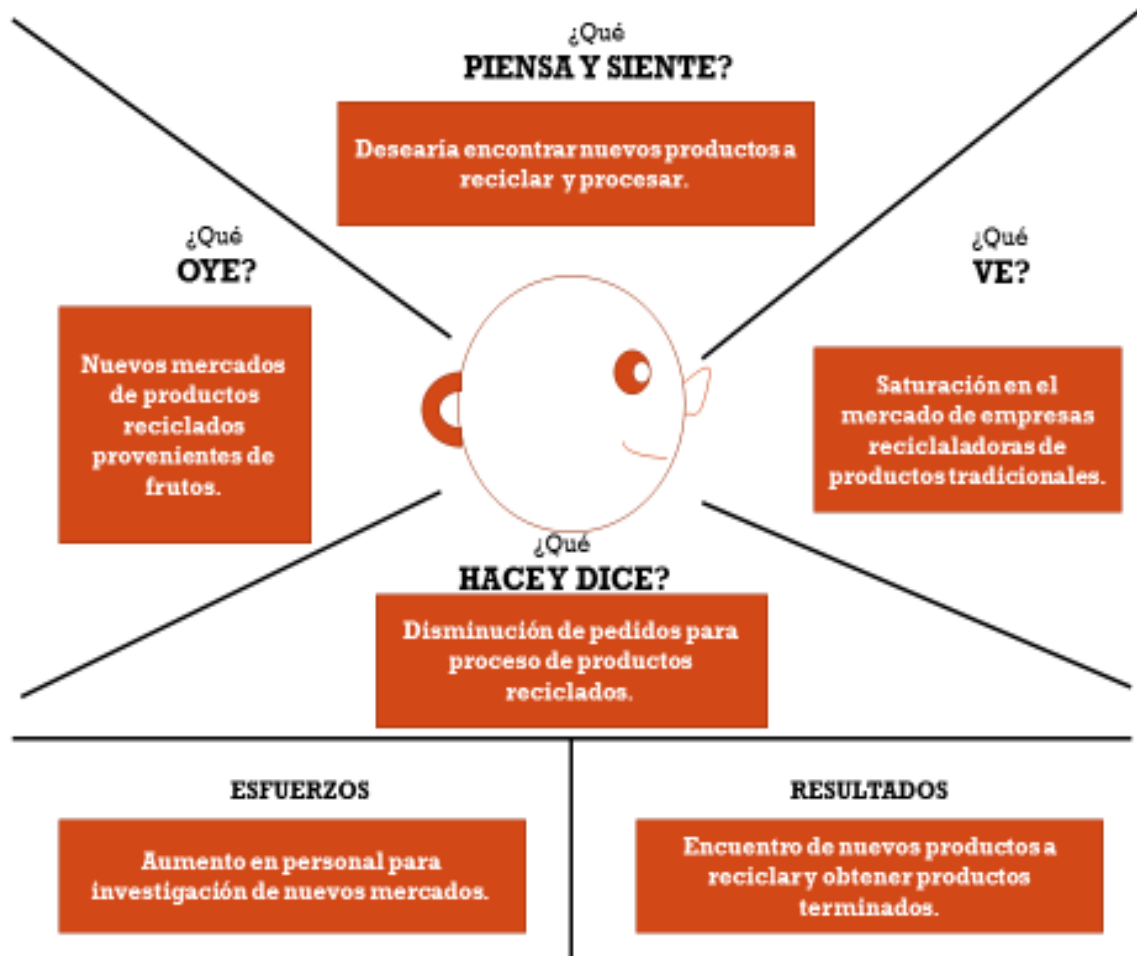 ¿Qué
PIENSA Y SIENTE?
Desearía encontrar nuevos productos a
reciclar y procesar.
¿Qué
OYE?
Nuevos mercados
de productos
reciclados
provenientes de
frutos.
¿Qué
VE?
Saturación en el
mercado de empresas
reciclaladoras de
productos tradicionales.
¿Qué
HACE Y DICE?
Disminución de pedidos para
proceso de productos
reciclados.
ESFUERZOS
Aumento en personal para
investigación de nuevos mercados.
RESULTADOS
Encuentro de nuevos productos a
reciclar y obtener productos
terminados.